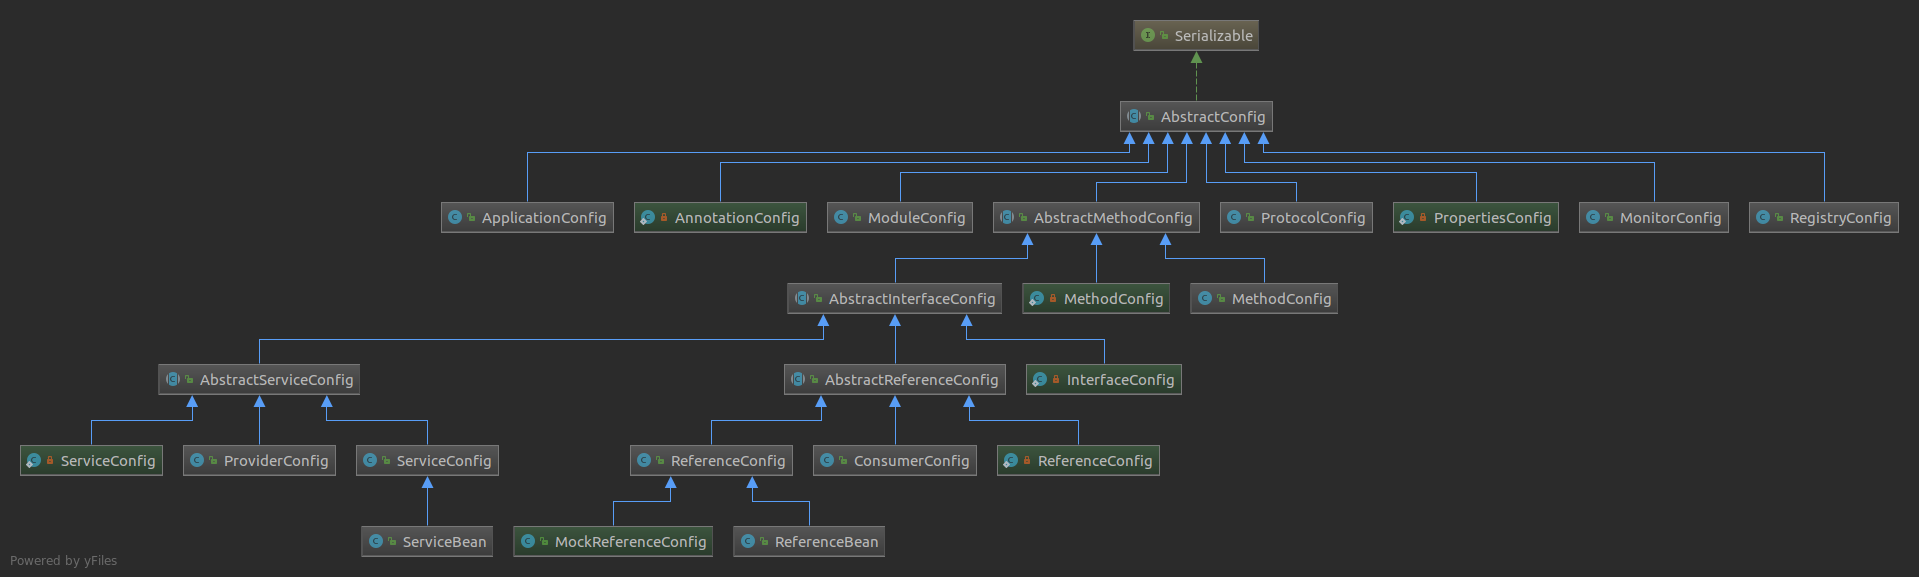 Serializable
AbstractConfig
ApplicationConfig
AnnotationConfig
ModuleConfig
AbstractMethodConfig
ProtocolConfig
PropertiesConfig
MonitorConfig
RegistryConfig
AbstractInterfaceConfig
MethodConfig
MethodConfig
AbstractServiceConfig
AbstractReferenceConfig
InterfaceConfig
ServiceConfig
ProviderConfig
ServiceConfig
ReferenceConfig
ConsumerConfig
ReferenceConfig
ServiceBean
MockReferenceConfig
ReferenceBean
Powered by yFiles